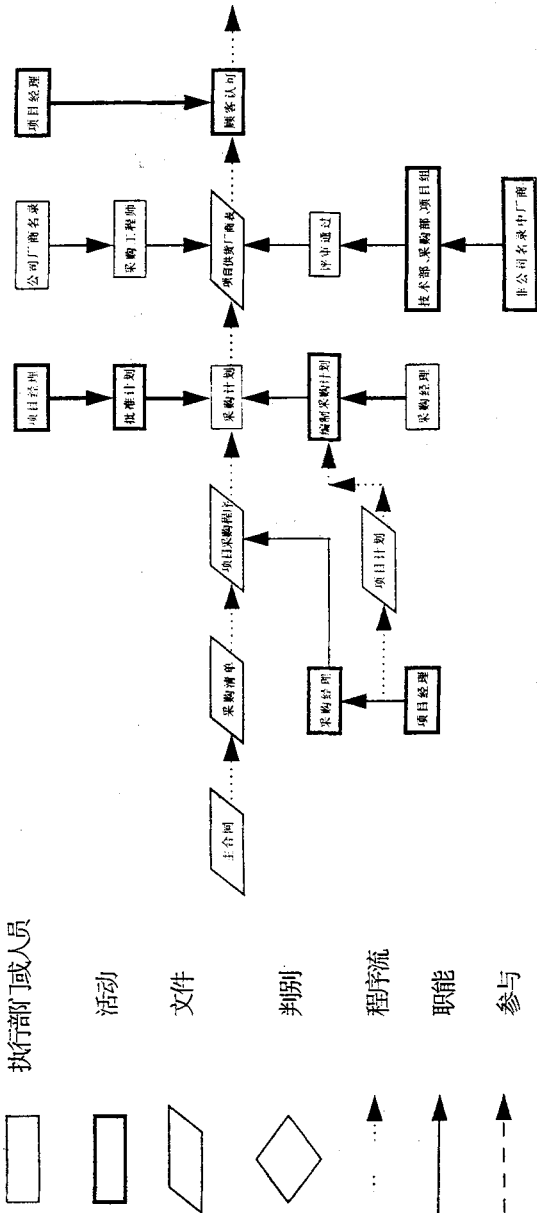 项目经理
顾客认可
公司厂商名录
采购工程师
项目供货厂商表
评审通过
技术部、采购部、项目组
非公司名录中厂商
项目经理
批准计划
采购计划
编制采购计划
采购经理
项目采购程序
项目计划
采购清单
采购经理
项目经理
主合同
执行部门或人员
活动
文件
判别
程序流
职能
参与